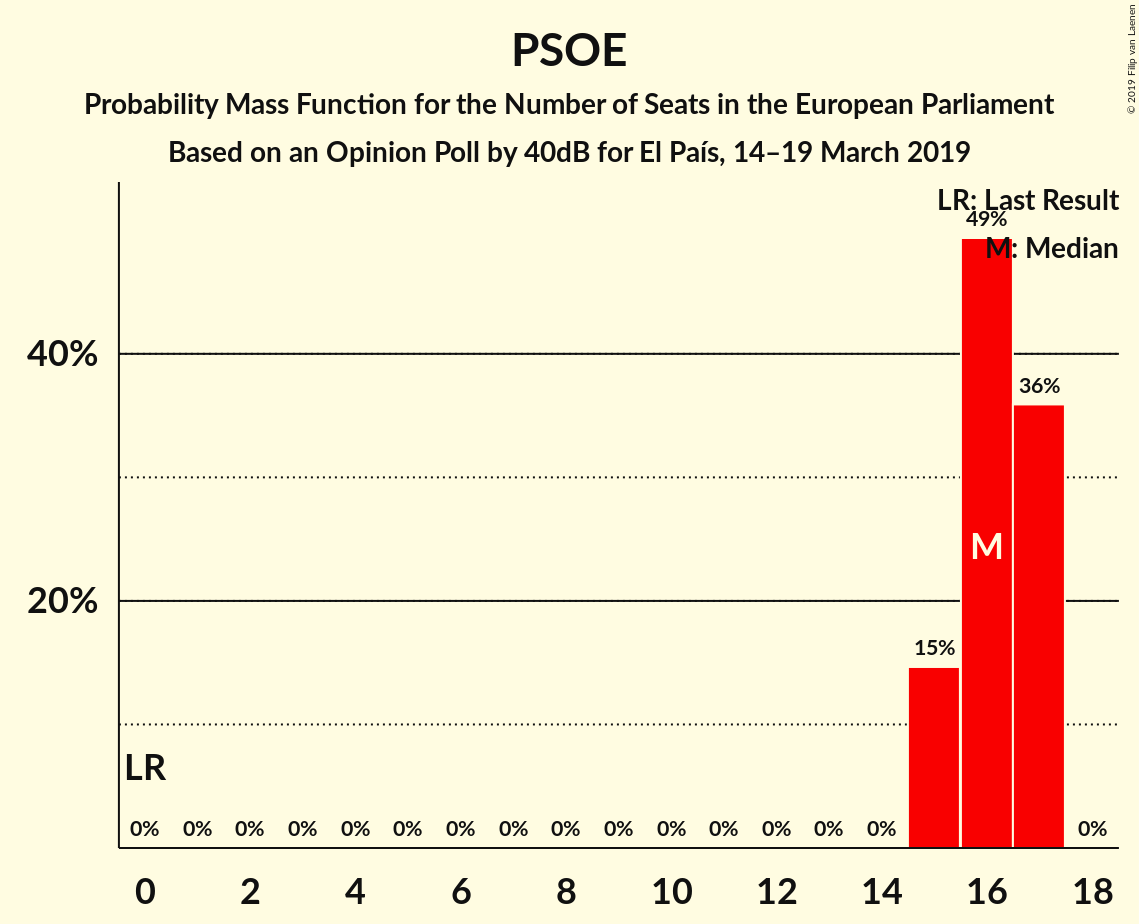 PSOE
Probability Mass Function for the Number of Seats in the European Parliament
Based on an Opinion Poll by 40dB for El País, 14–19 March 2019
© 2019 Filip van Laenen
LR: Last Result
M: Median
49%
40%
36%
M
20%
15%
LR
0% 0% 0% 0% 0% 0% 0% 0% 0% 0% 0% 0% 0% 0% 0% 0%
0 2 4 6 8 10 12 14 16 18